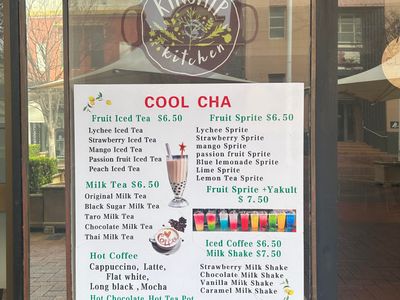 KINSHIP
kitchen
COOL CHA
Fruit Iced Tea $6.50
Lychee Iced Tea
Strawberry Iced Tea
Mango Iced Tea
Passion fruit Iced Tea
Peach Iced Tea
Milk Tea $6.50
Original Milk Tea
Black Sugar Milk Tea
Taro Milk Tea
Chocolate Milk Tea
Thai Milk Tea
Hot Coffee
Cappucino, Latte,
Flat white,
Long black , Mocha
Hot Chocolate Hot Tea Pot
Fruit Sprite $6.50
Lychee Sprite
Strawberry Sprite
mango Sprite
passion fruit Sprite
Blue lemonade Sprite
Lime Sprite
Lemon Tea Sprite
Fruit Sprite +Yakult
$ 7.50
Iced Coffee $6.50
Milk Shake $7.50
Strawberry Milk Shake
Chocolate Milk Shake
Vanilla Milk Shake
Caramel Milk Shake